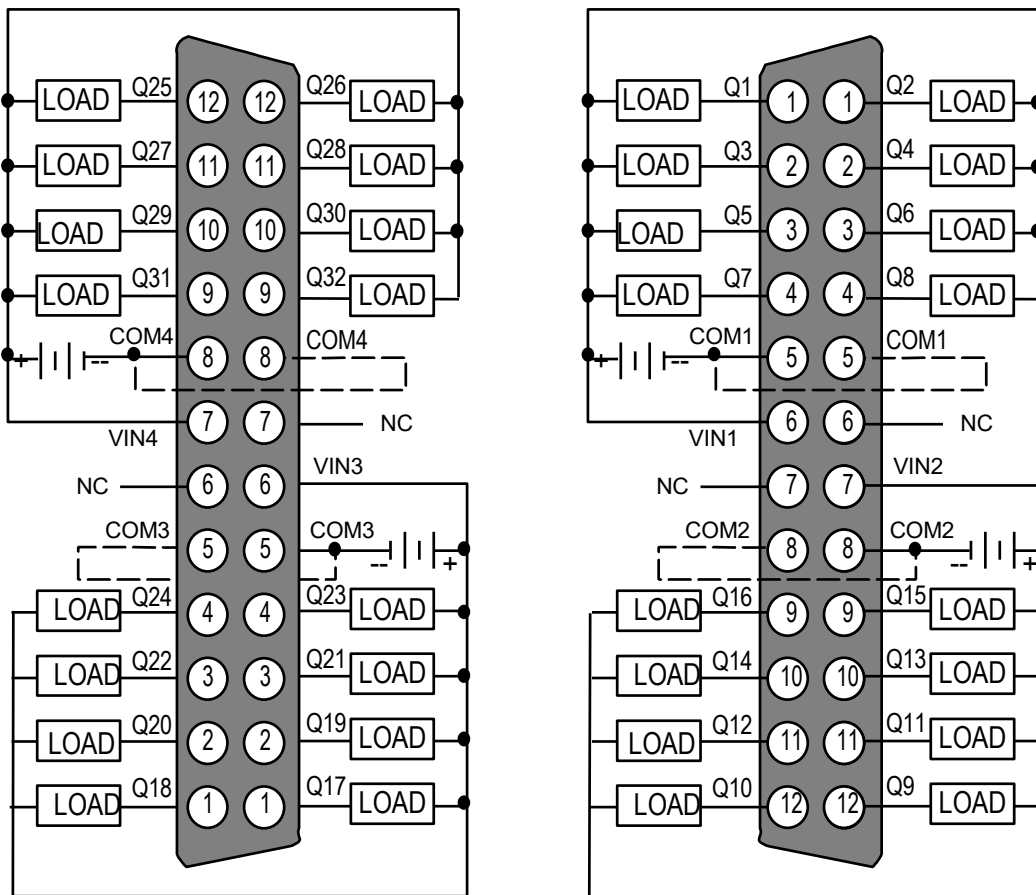 Q25 Q26
LOAD 12 12 LOAD
Q27 Q28
LOAD 11 11 LOAD
Q29 Q30
LOAD 10 10 LOAD
Q31 Q32
LOAD 9 9 LOAD
COM4 COM4
+ -- 8 8
VIN4 7 7 NC
NC 6 6 VIN3
COM3 COM3
5 5 -- +
Q24 Q23
LOAD 4 4 LOAD
Q22 Q21
LOAD 3 3 LOAD
Q20 Q19
LOAD 2 2 LOAD
Q18 Q17
LOAD 1 1 LOAD
Q1 Q2
LOAD 1 1 LOAD
Q3 Q4
LOAD 2 2 LOAD
Q5 Q6
LOAD 3 3 LOAD
Q7 Q8
LOAD 4 4 LOAD
COM1 COM1
+ -- 5 5
VIN1 6 6 NC
NC 7 7 VIN2
COM2 COM2
8 8 -- +
Q16 Q15
LOAD 9 9 LOAD
Q14 Q13
LOAD 10 10 LOAD
Q12 Q11
LOAD 11 11 LOAD
Q10 Q9
LOAD 12 12 LOAD